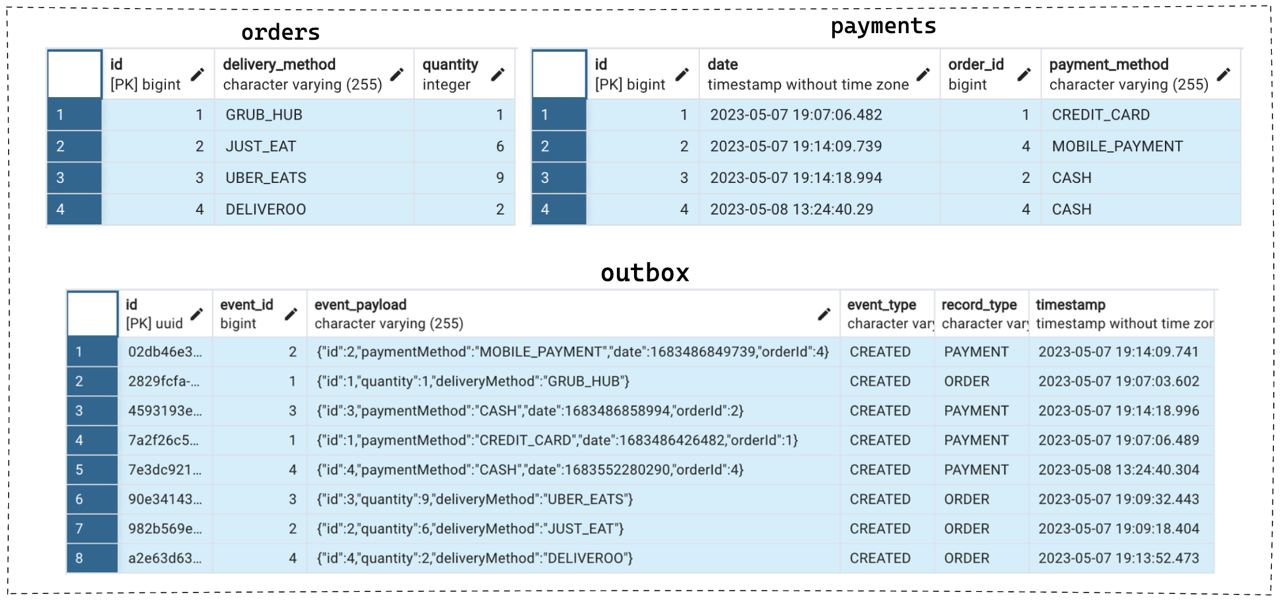 orders
id delivery_method quantity
[PK] bigint character varying (255) integer
1 1 GRUB_HUB 1
2 2 JUST_EAT 6
3 3 UBER_EATS 9
4 4 DELIVEROO 2
payments
id date order_id payment_method
[PK] bigint timestamp without time zone bigint character varying (255)
1 1 2023-05-07 19:07:06.482 1 CREDIT_CARD
2 2 2023-05-07 19:14:09.739 4 MOBILE_PAYMENT
3 3 2023-05-07 19:14:18.994 2 CASH
4 4 2023-05-08 13:24:40.29 4 CASH
outbox
id event_id event_payload event_type record_type timestamp
[PK] uuid bigint character varying (255) character var character var timestamp without time zor
1 02db46e3... 2 {"id":2,"paymentMethod":"MOBILE_PAYMENT","date":1683486849739,"orderId":4} CREATED PAYMENT 2023-05-07 19:14:09.741
2 2829fcfa-... 1 {"id":1,"quantity":1,"deliveryMethod":"GRUB_HUB"} CREATED ORDER 2023-05-07 19:07:03.602
3 4593193e... 3 {"id":3,"paymentMethod":"CASH","date":1683486858994,"orderId":2} CREATED PAYMENT 2023-05-07 19:14:18.996
4 7a2f26c5... 1 {"id":1,"paymentMethod":"CREDIT_CARD","date":1683486426482,"orderId":1} CREATED PAYMENT 2023-05-07 19:07:06.489
5 7e3dc921... 4 {"id":4,"paymentMethod":"CASH","date":1683552280290,"orderId":4} CREATED PAYMENT 2023-05-08 13:24:40.304
6 90e34143... 3 {"id":3,"quantity":9,"deliveryMethod":"UBER_EATS"} CREATED ORDER 2023-05-07 19:09:32.443
7 982b569e... 2 {"id":2,"quantity":6,"deliveryMethod":"JUST_EAT"} CREATED ORDER 2023-05-07 19:09:18.404
8 a2e63d63... 4 {"id":4,"quantity":2,"deliveryMethod":"DELIVEROO"} CREATED ORDER 2023-05-07 19:13:52.473